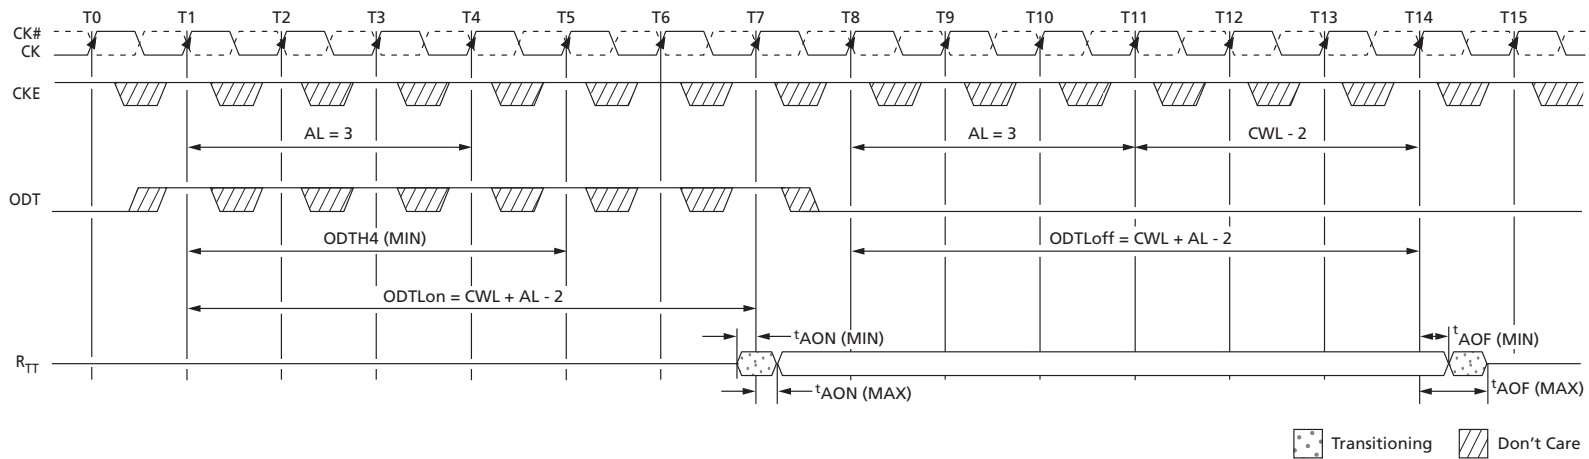 T0 T1 T2 T3 T4 T5 T6 T7 T8 T9 T10 T11 T12 T13 T14 T15
CK#
CK
CKE
AL = 3 AL = 3 CWL - 2
ODT
ODTH4 (MIN) ODTLoff = CWL + AL - 2
ODTLon = CWL + AL - 2
tAON (MIN) tAOF (MIN)
RTT
tAON (MAX) tAOF (MAX)
Transitioning Don't Care